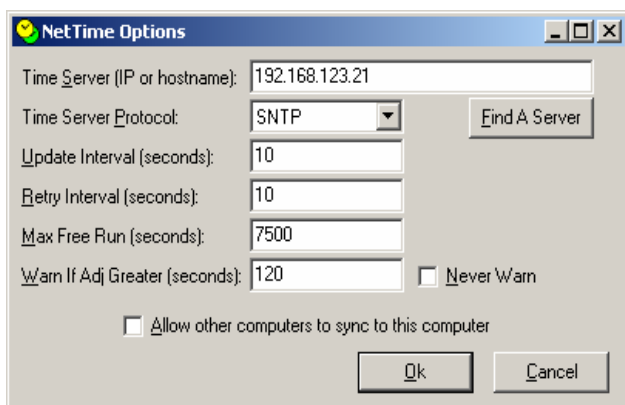 NetTime Options
Time Server (IP or hostname): 192.168.123.21
Time Server Protocol: SNTP Find A Server
Update Interval (seconds): 10
Retry Interval (seconds): 10
Max Free Run (seconds): 7500
Warn If Adj Greater (seconds): 120 Never Warn
Allow other computers to sync to this computer
Ok Cancel